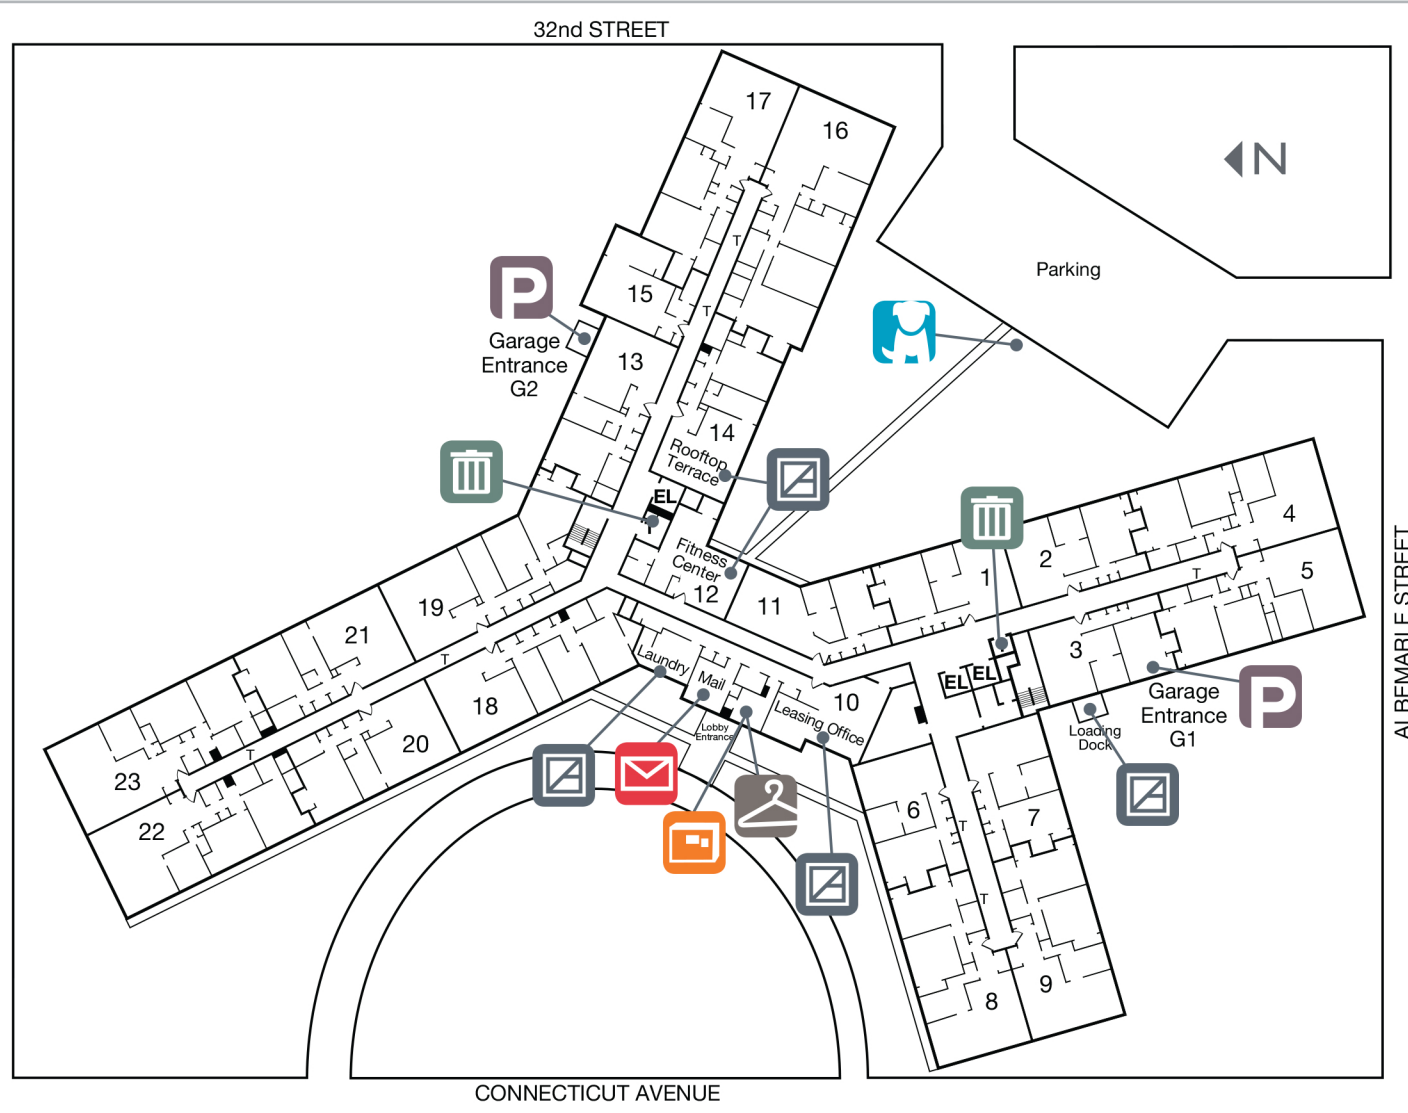 32nd STREET
17
16
N
T
Parking
15
T
P
Garage
Entrance
G2
13
14
Rooftop
Terrace
EL
Fitness
Center
12
11
1
2
4
5
T
3
19
21
T
Laundry
Mail
10
Leasing Office
Lobby
Entrance
EL
EL
P
Garage
Entrance
G1
Loading
Dock
18
20
T
23
22
6
7
T
T
8
9
ALBEMARLE STREET
CONNECTICUT AVENUE